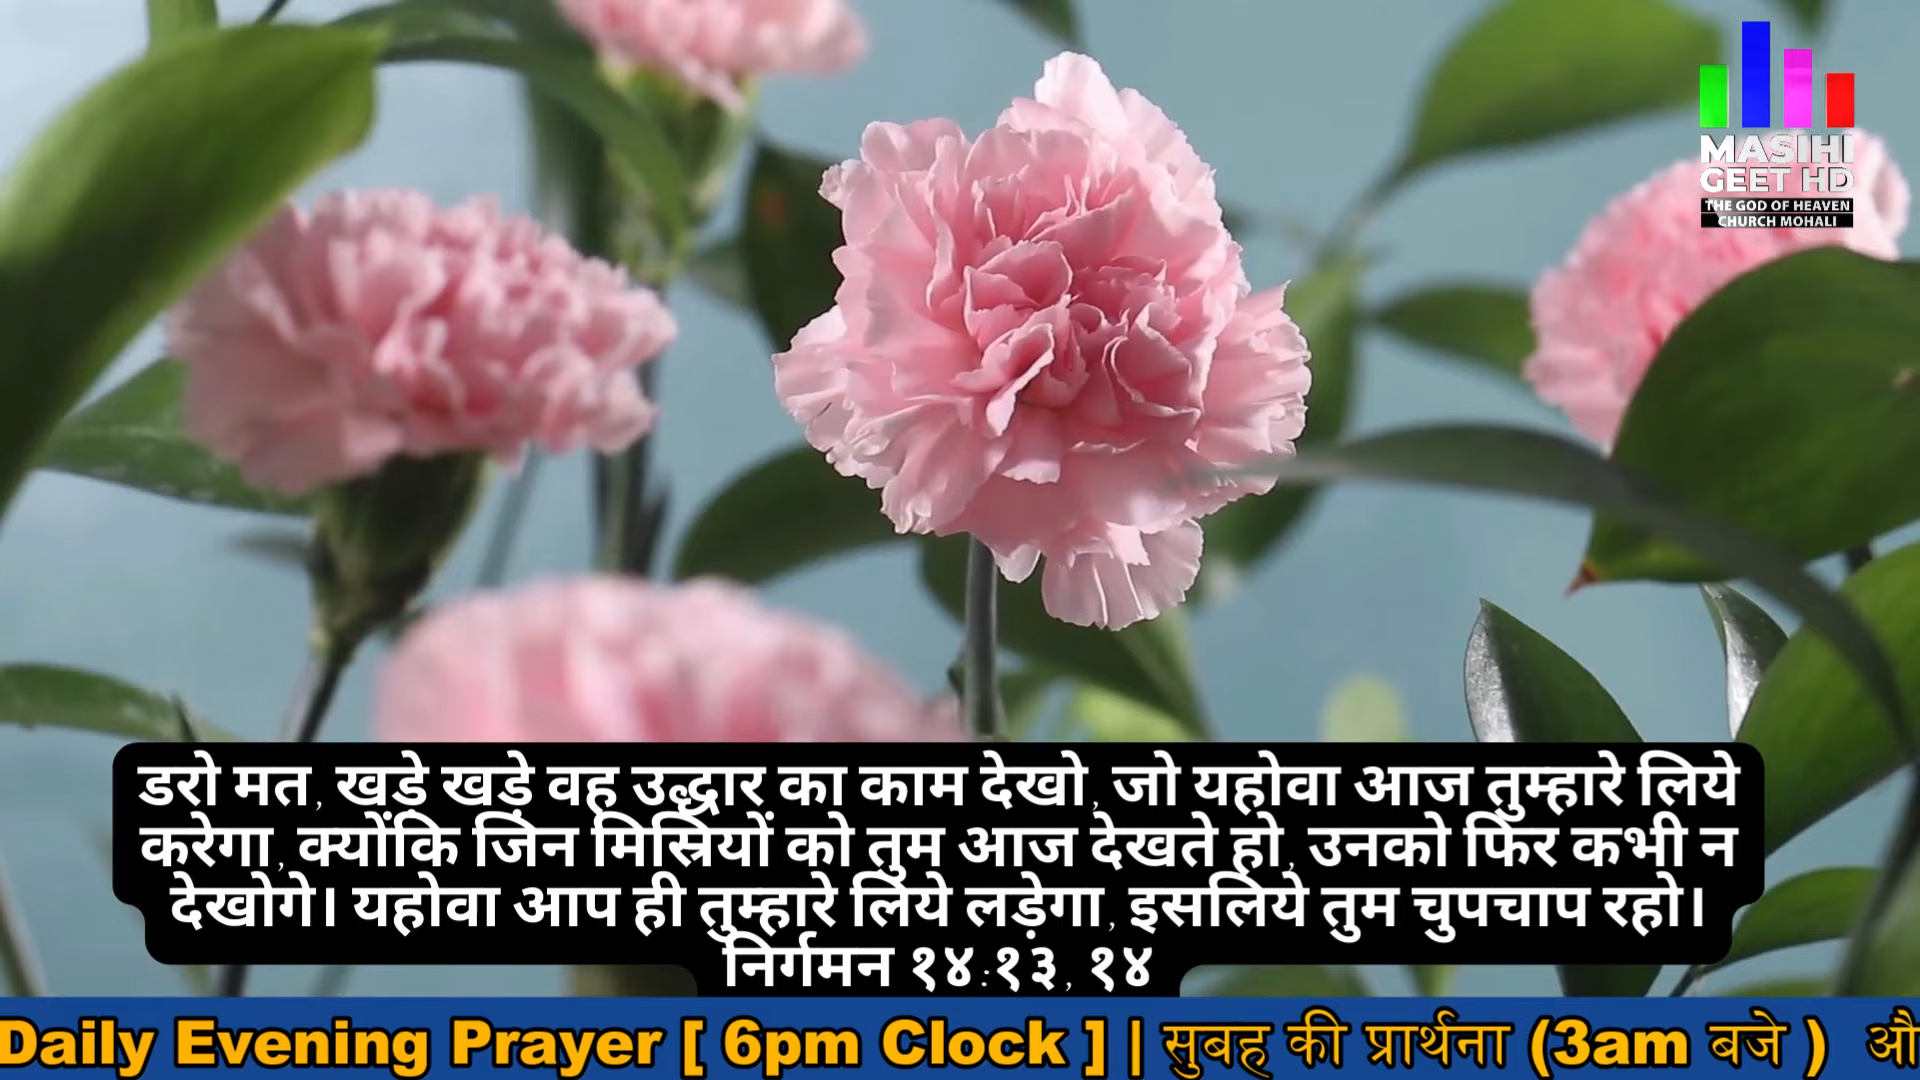 MASIHI
GEET HD
THE GOD OF HEAVEN
CHURCH MOHALI
डरो मत, खड़े खड़े वह उद्धार का काम देखो, जो यहोवा आज तुम्हारे लिये
करेगा, क्योंकि जिन मिस्रियों को तुम आज देखते हो, उनको फिर कभी न
देखोगे। यहोवा आप ही तुम्हारे लिये लड़ेगा, इसलिये तुम चुपचाप रहो।
निर्गमन १४:१३, १४
Daily Evening Prayer [ 6pm Clock ] | सुबह की प्रार्थना (3am बजे ) औ